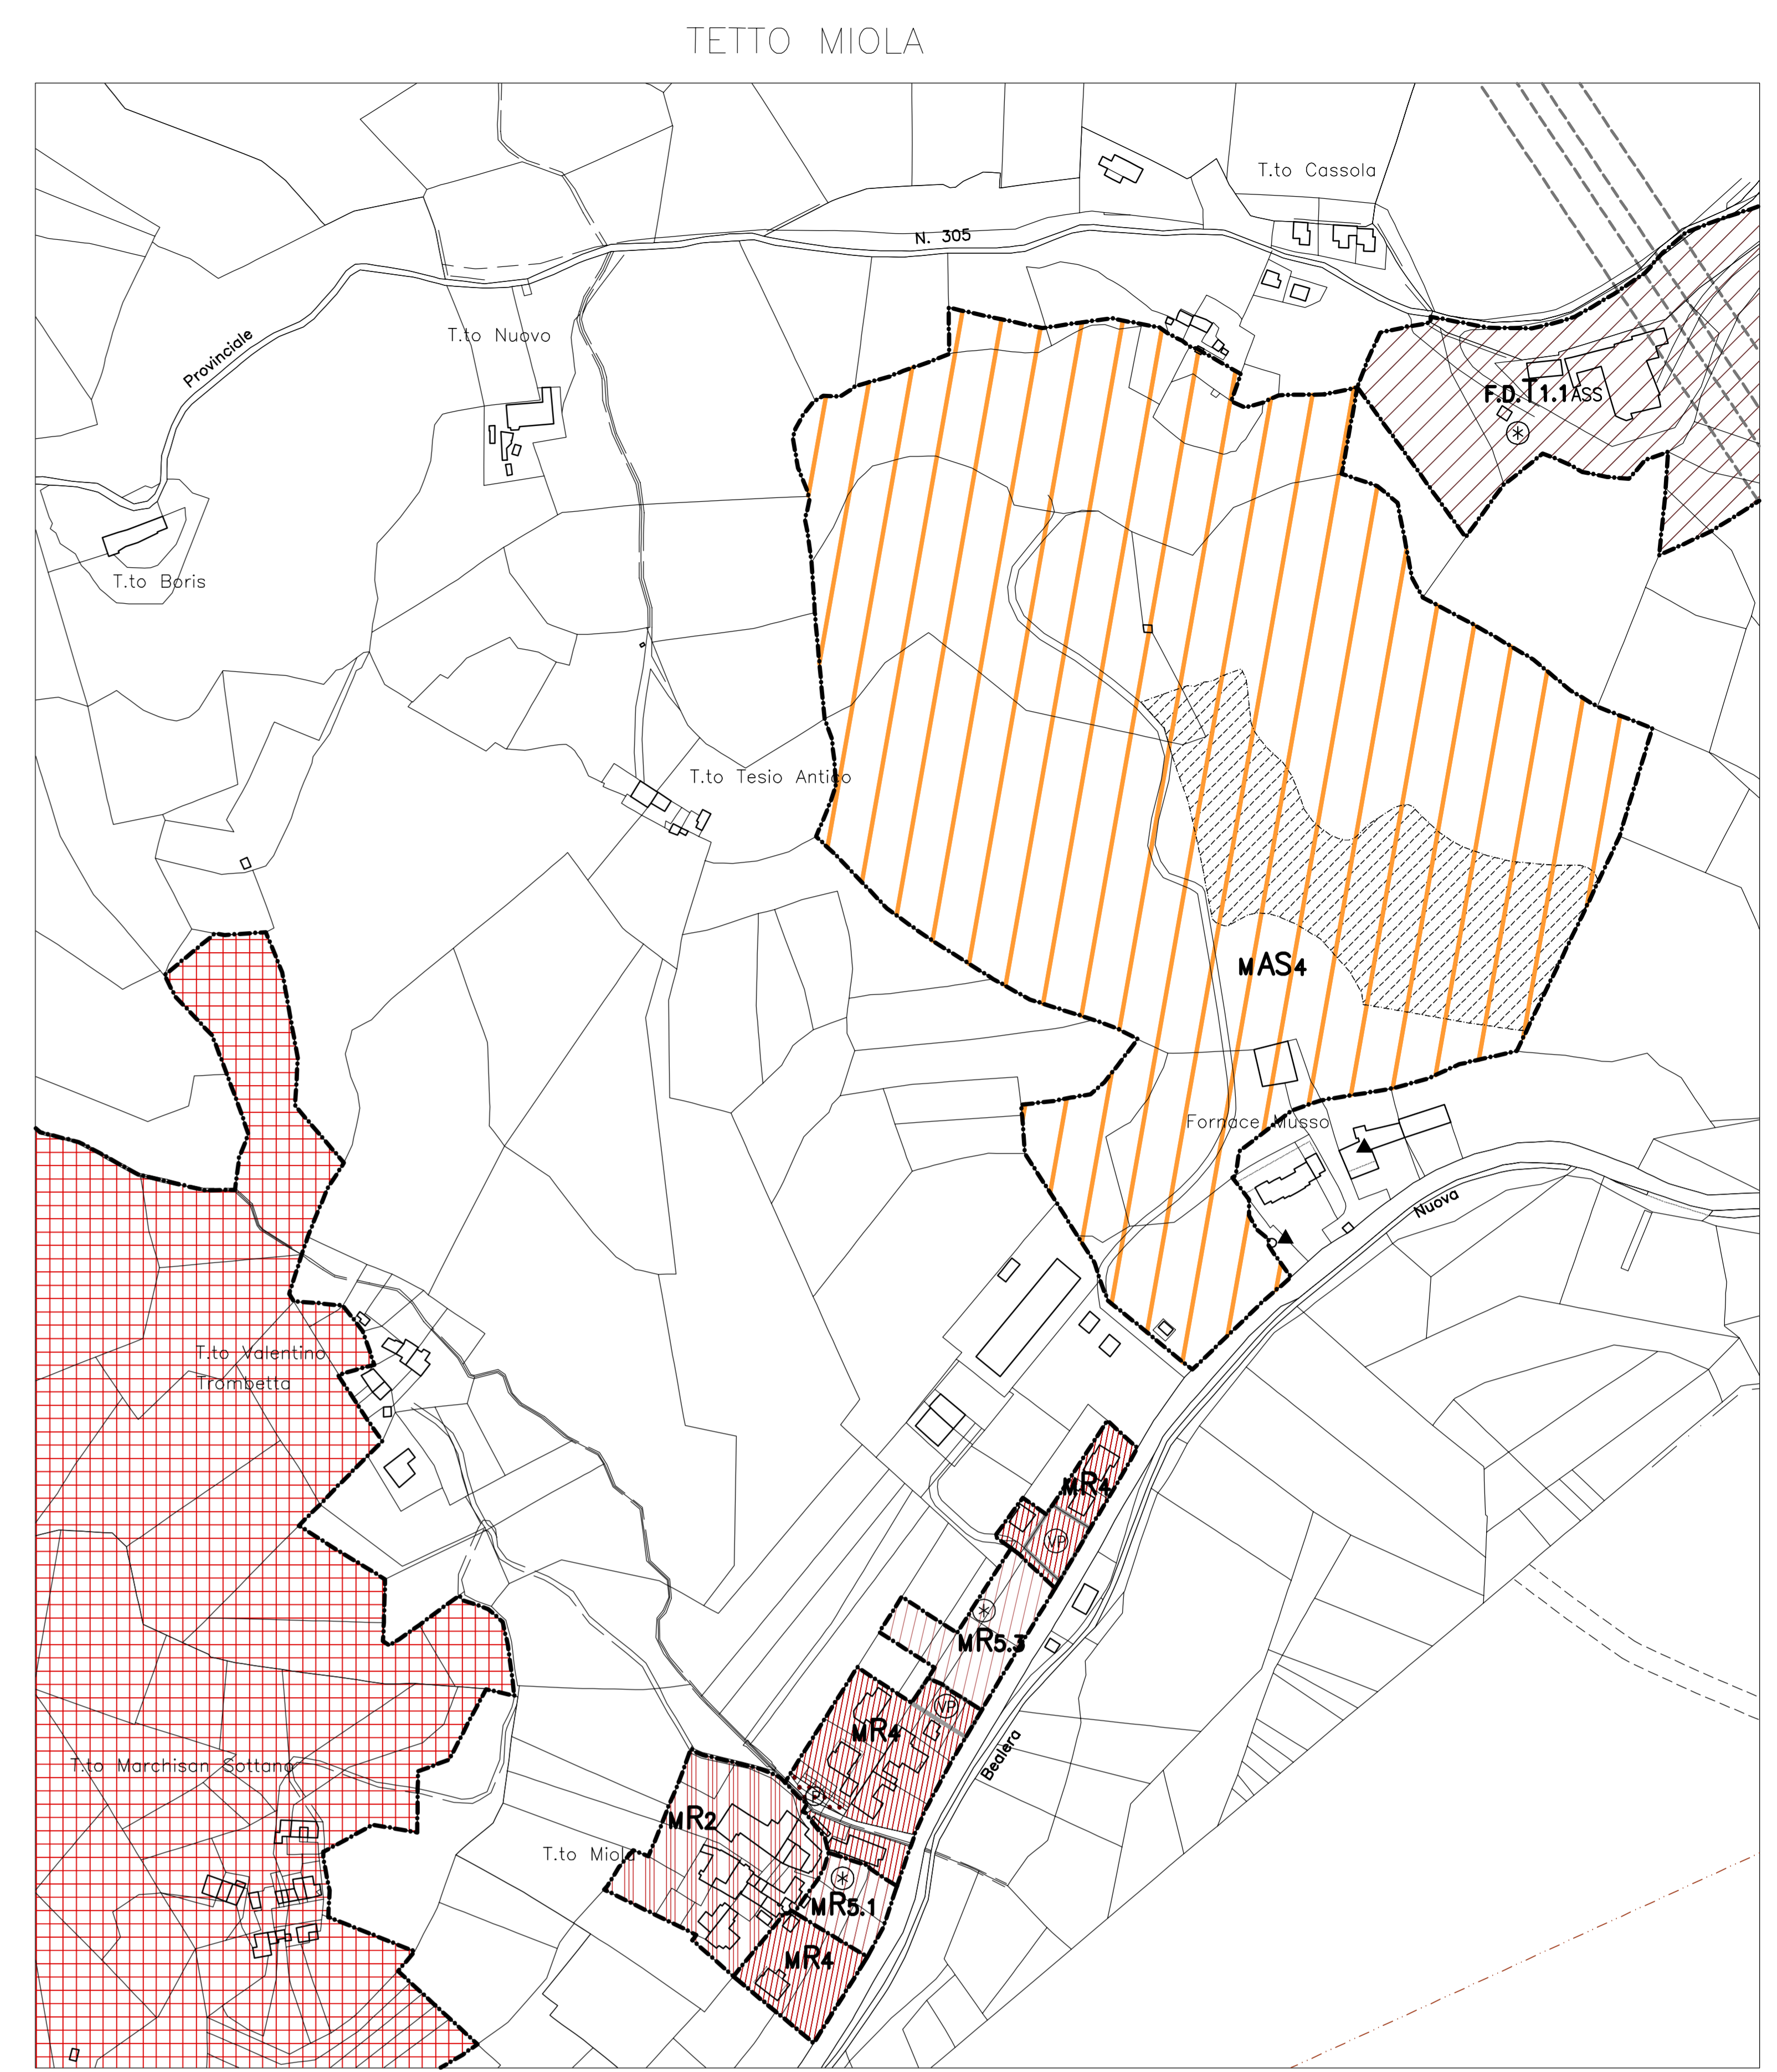 TETTO MIOLA
T.to Cassola
N. 305
Provinciale
T.to Nuovo
F.D.T1.1ASS
T.to Boris
T.to Tesio Antico
MAS4
Fornace Musso
Nuova
T.to Valentino
Trombetta
MR4
VP
MR5.3
VP
MR4
Bealera
T.to Marchisan Sottana
P
MR2
T.to Miola
MR5.1
MR4